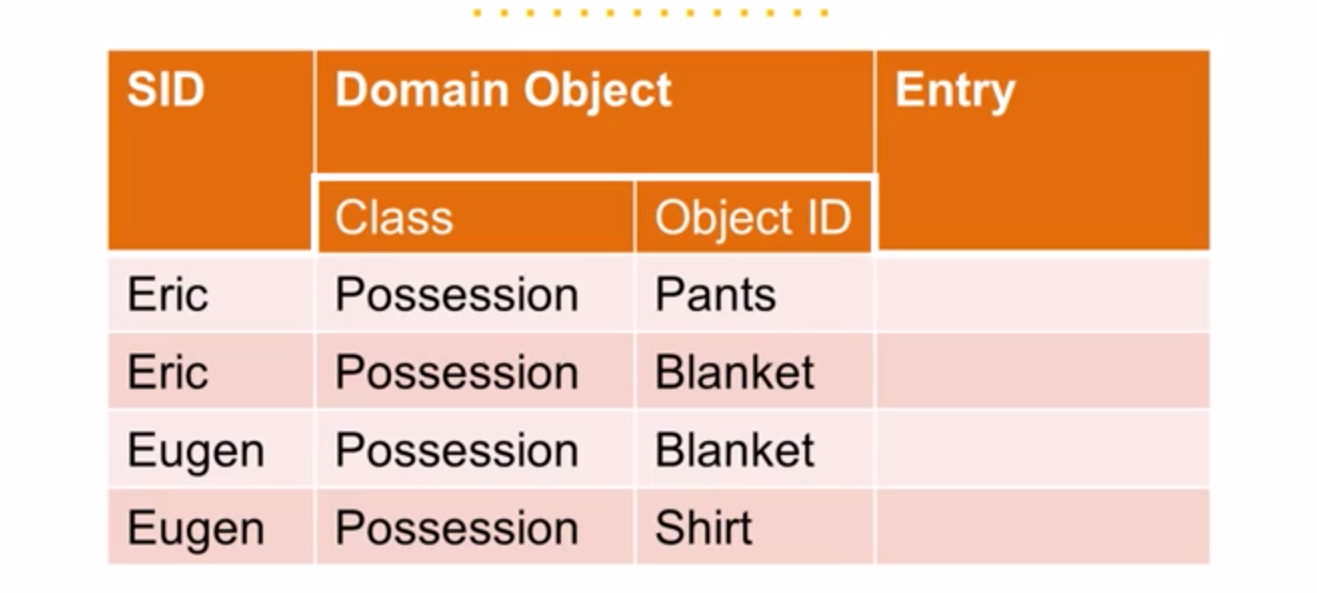 SID Domain Object Entry
Class Object ID
Eric Possession Pants
Eric Possession Blanket
Eugen Possession Blanket
Eugen Possession Shirt